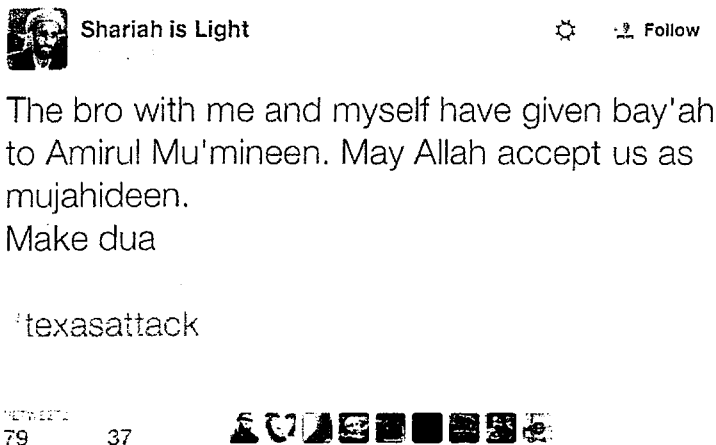 Shariah is Light
Follow
The bro with me and myself have given bay'ah
to Amirul Mu'mineen. May Allah accept us as
mujahideen.
Make dua
#texasattack
RETWEETS
79 37